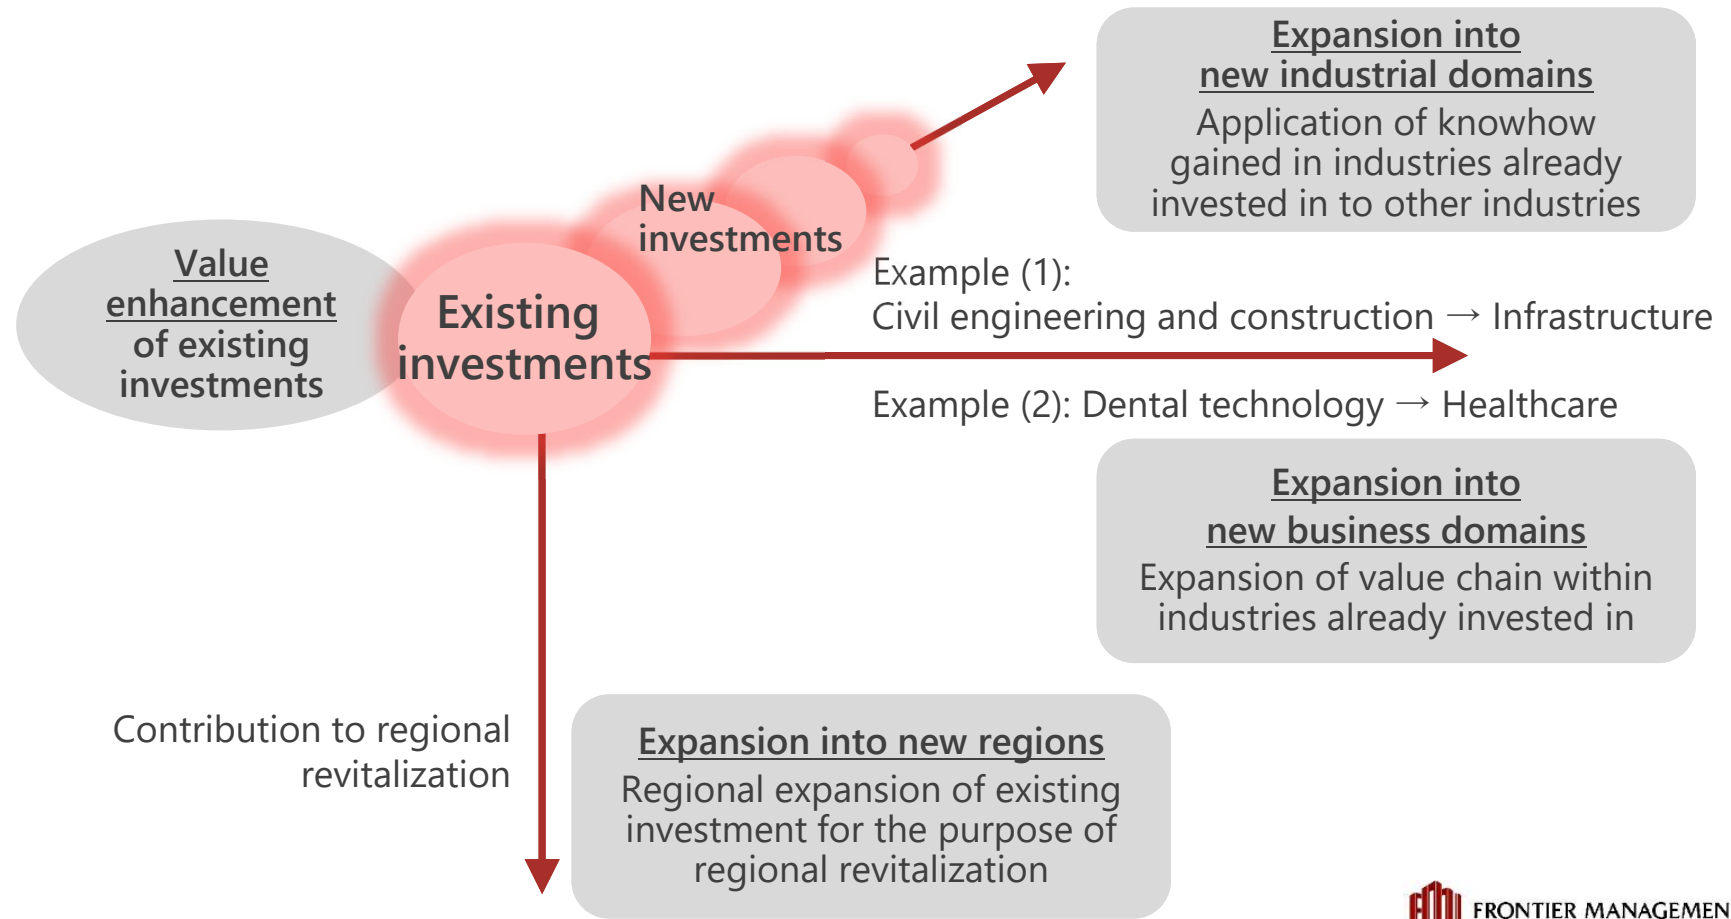 Expansion into
new industrial domains
Application of knowhow
gained in industries already
invested in to other industries
New
investments
Value
enhancement
of existing
investments
Existing
investments
Example (1):
Civil engineering and construction → Infrastructure
Example (2): Dental technology → Healthcare
Expansion into
new business domains
Expansion of value chain within
industries already invested in
Contribution to regional
revitalization
Expansion into new regions
Regional expansion of existing
investment for the purpose of
regional revitalization
FRONTIER MANAGEMEN